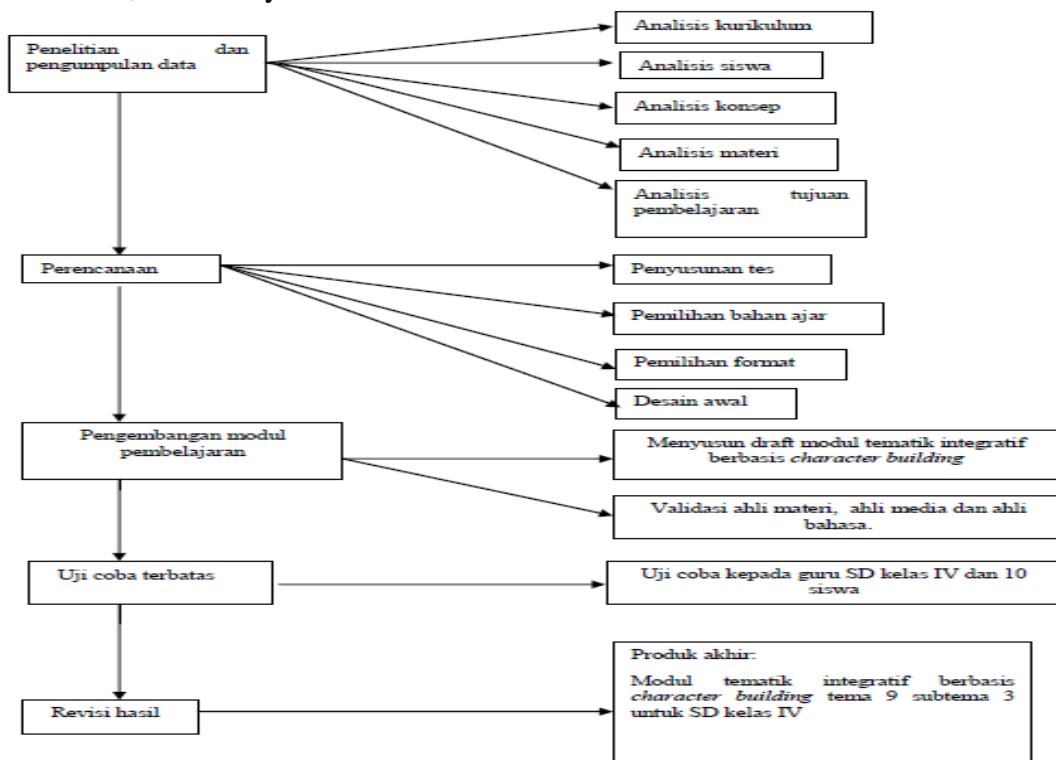 Penelitian dan
pengumpulan data
Analisis kurikulum
Analisis siswa
Analisis konsep
Analisis materi
Analisis tujuan
pembelajaran
Perencanaan
Penyusunan tes
Pemilihan bahan ajar
Pemilihan format
Desain awal
Pengembangan modul
pembelajaran
Menyusun draft modul tematik integratif
berbasis character building
Validasi ahli materi, ahli media dan ahli
bahasa.
Uji coba terbatas
Uji coba kepada guru SD kelas IV dan 10
siswa
Revisi hasil
Produk akhir:
Modul tematik integratif berbasis
character building tema 9 subtema 3
untuk SD kelas IV